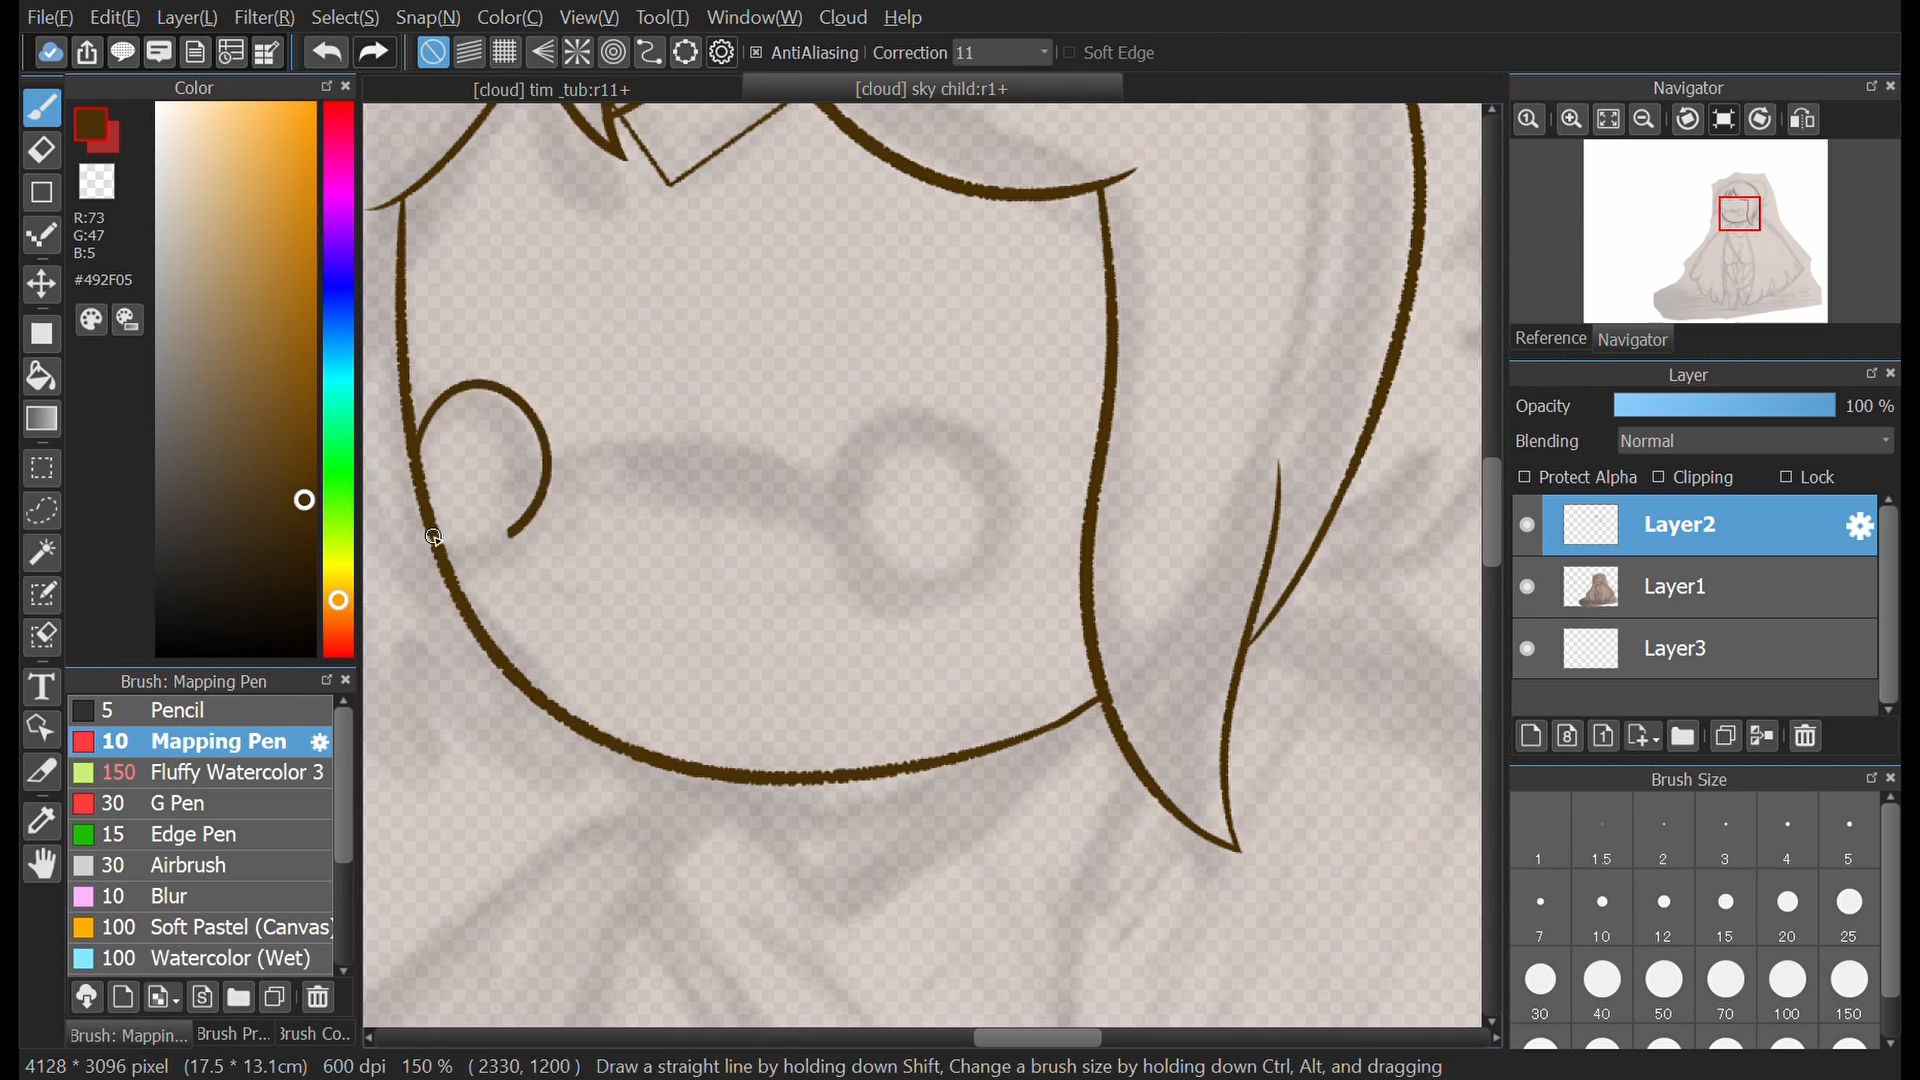 File(F) Edit(E) Layer(L) Filter(R) Select(S) Snap(N) Color(C) View(V) Tool(T) Window(W) Cloud Help
AntiAliasing Correction 11 Soft Edge
Color
[cloud] tim _tub:r11+
[cloud] sky child:r1+
Navigator
R:73
G:47
B:5
#492F05
Reference Navigator
Layer
Opacity 100 %
Blending Normal
Protect Alpha Clipping Lock
Layer2
Layer1
Layer3
8 1
Brush: Mapping Pen
5 Pencil
10 Mapping Pen
150 Fluffy Watercolor 3
30 G Pen
15 Edge Pen
30 Airbrush
10 Blur
100 Soft Pastel (Canvas)
100 Watercolor (Wet)
Brush: Mappin... Brush Pr... Brush Co...
Brush Size
1 1.5 2 3 4 5
7 10 12 15 20 25
30 40 50 70 100 150
4128 * 3096 pixel (17.5 * 13.1cm) 600 dpi 150 % ( 2330, 1200 ) Draw a straight line by holding down Shift, Change a brush size by holding down Ctrl, Alt, and dragging